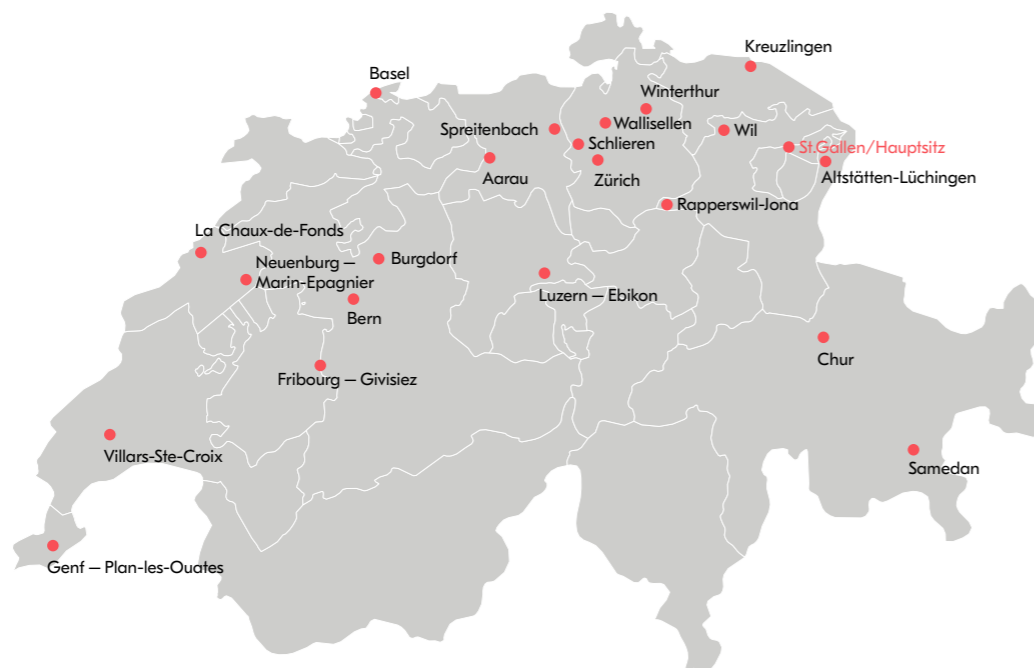 Kreuzlingen
Basel
Winterthur
Wallisellen
Spreitenbach
Wil
Schlieren
St.Gallen/Hauptsitz
Aarau
Zürich
Altstätten-Lüchingen
Rapperswil-Jona
La Chaux-de-Fonds
Neuenburg –
Marin-Epagnier
Burgdorf
Luzern – Ebikon
Bern
Chur
Fribourg – Givisiez
Villars-Ste-Croix
Samedan
Genf – Plan-les-Ouates